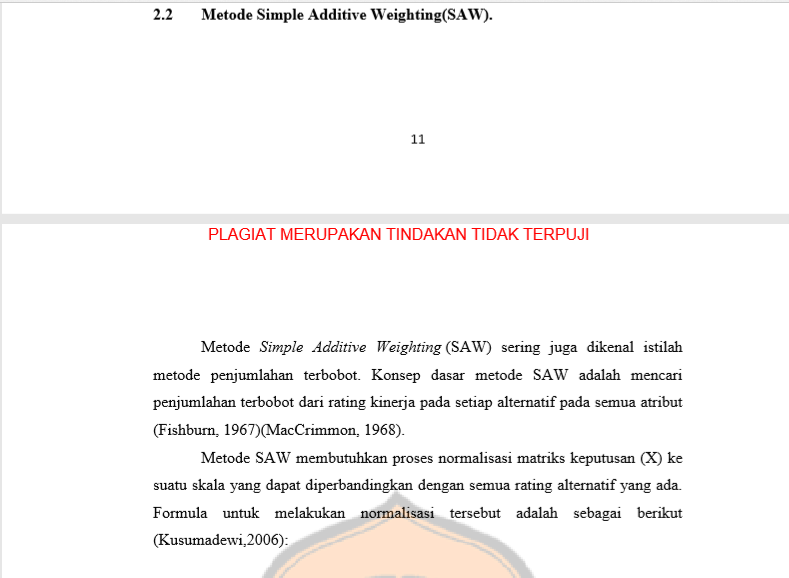 2.2 Metode Simple Additive Weighting(SAW).
11
PLAGIAT MERUPAKAN TINDAKAN TIDAK TERPUJI
Metode Simple Additive Weighting (SAW) sering juga dikenal istilah
metode penjumlahan terbobot. Konsep dasar metode SAW adalah mencari
penjumlahan terbobot dari rating kinerja pada setiap alternatif pada semua atribut
(Fishburn, 1967)(MacCrimmon, 1968).
Metode SAW membutuhkan proses normalisasi matriks keputusan (X) ke
suatu skala yang dapat diperbandingkan dengan semua rating alternatif yang ada.
Formula untuk melakukan normalisasi tersebut adalah sebagai berikut
(Kusumadewi,2006):